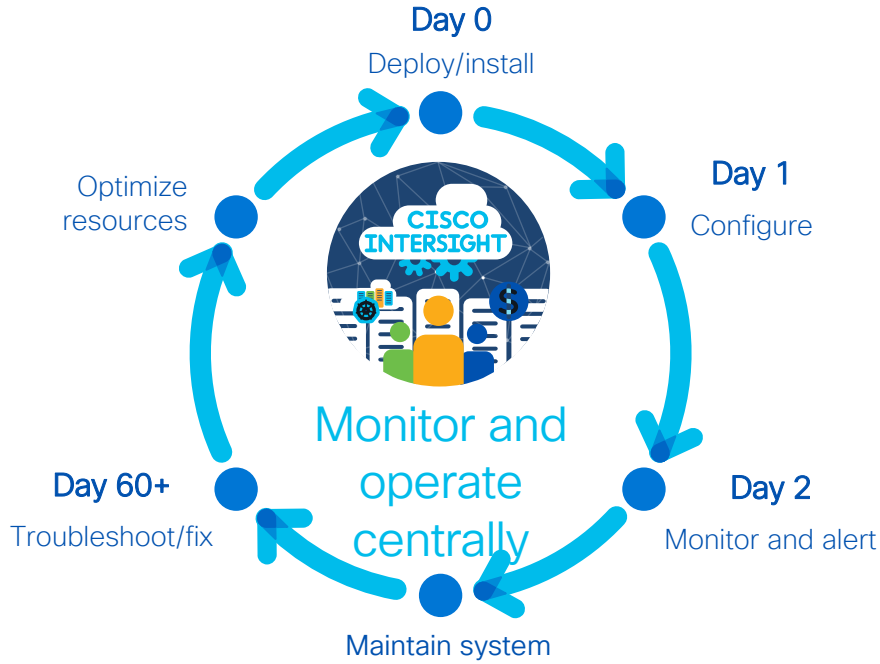 Day 0
Deploy/install
Day 1
Configure
Day 2
Monitor and alert
Maintain system
Day 60+
Troubleshoot/fix
Optimize
resources
CISCO
INTERSIGHT
$
Monitor and
operate
centrally